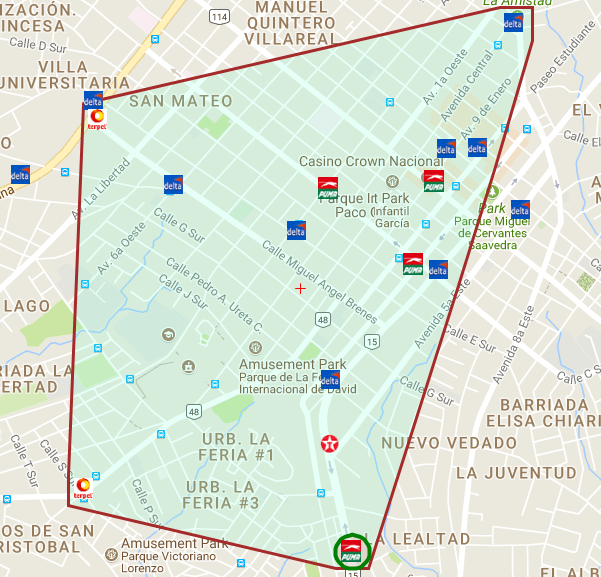 IZACIÓN.
INCESA
Calle D Sur
114
MANUEL
QUINTERO
VILLAREAL
La Amistad
delta
Paseo Estudiante
VILLA
UNIVERSITARIA
delta
terpel
SAN MATEO
Av. 1a Oeste
Avenida Central
Av. 9 de Enero
EL V
Calle El
delta
delta
Casino Crown Nacional
delta
Av. La Libertad
delta
PUMA
PUMA
Parque Irt Park
Paco (Infantil
García
Park
Parque Miguel
de Cervantes
Saavedra
delta
Calle G Sur
delta
Av. 6a Oeste
Calle Miguel Angel Brenes
PUMA
delta
Calle Pedro A. Ureta C.
Calle J Sur
LAGO
48
15
Avenida 5a Este
Avenida 8a Este
Calle E Sur
Calle C S
Amusement Park
Parque de La Feria
Internacional de David
delta
RIADA LA
ERTAD
Calle G Sur
48
BARRIADA
ELISA CHIARI
URB. LA
FERIA #1
NUEVO VEDADO
Calle T Sur
Calle S
LA JUVENTUD
terpel
URB. LA
FERIA #3
Calle P Sur
OS DE SAN
RISTOBAL
Amusement Park
Parque Victoriano
Lorenzo
LA LEALTAD
PUMA
15
EL ALB